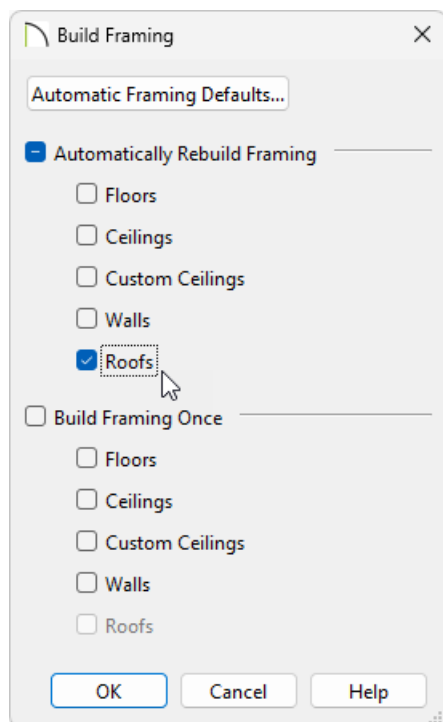 Build Framing
Automatic Framing Defaults...
Automatically Rebuild Framing
Floors
Ceilings
Custom Ceilings
Walls
Roofs
Build Framing Once
Floors
Ceilings
Custom Ceilings
Walls
Roofs
OK Cancel Help